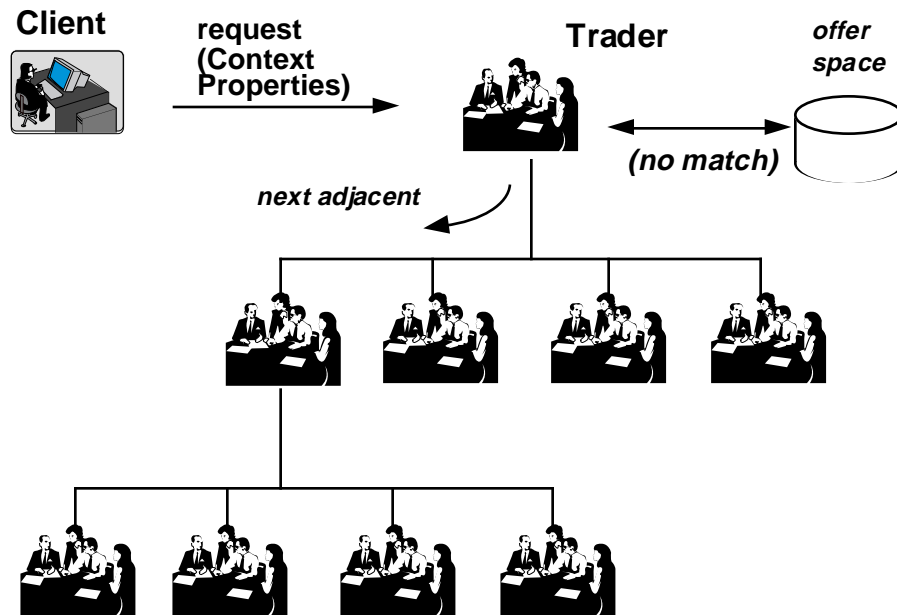 Client
request
(Context
Properties)
Trader
offer
space
(no match)
next adjacent